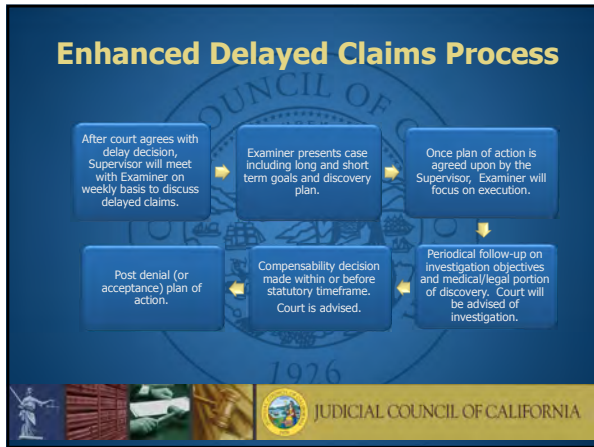 Enhanced Delayed Claims Process
COUNCIL OF C
After court agrees with
delay decision,
Supervisor will meet
with Examiner on
weekly basis to discuss
delayed claims.
Examiner presents case
including long and short
term goals and discovery
plan.
Once plan of action is
agreed upon by the
Supervisor, Examiner will
focus on execution.
Periodical follow-up on
investigation objectives
and medical/legal portion
of discovery. Court will
be advised of
investigation.
Compensability decision
made within or before
statutory timeframe.
Court is advised.
Post denial (or
acceptance) plan of
action.
1926
JUDICIAL COUNCIL OF CALIFORNIA